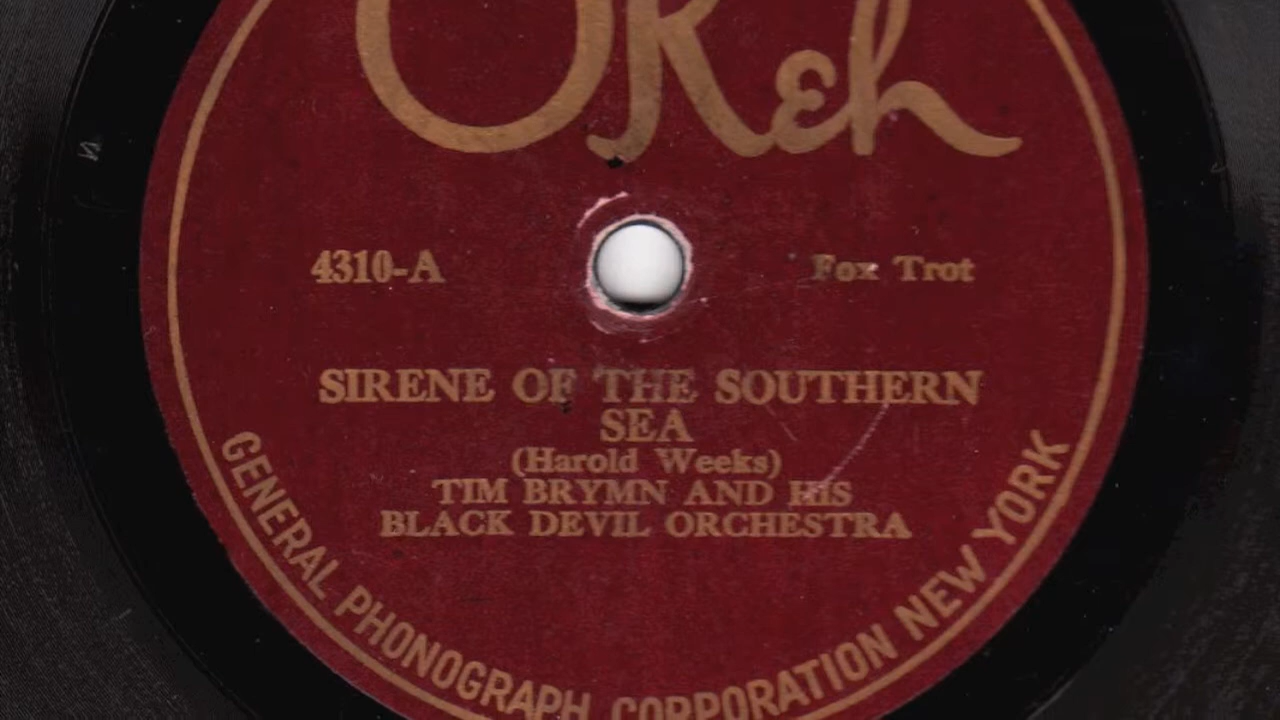 OKeh
4310-A
Fox Trot
SIRENE OF THE SOUTHERN
SEA
(Harold Weeks)
TIM BRYMN AND HIS
BLACK DEVIL ORCHESTRA
GENERAL PHONOGRAPH CORPORATION NEW YORK